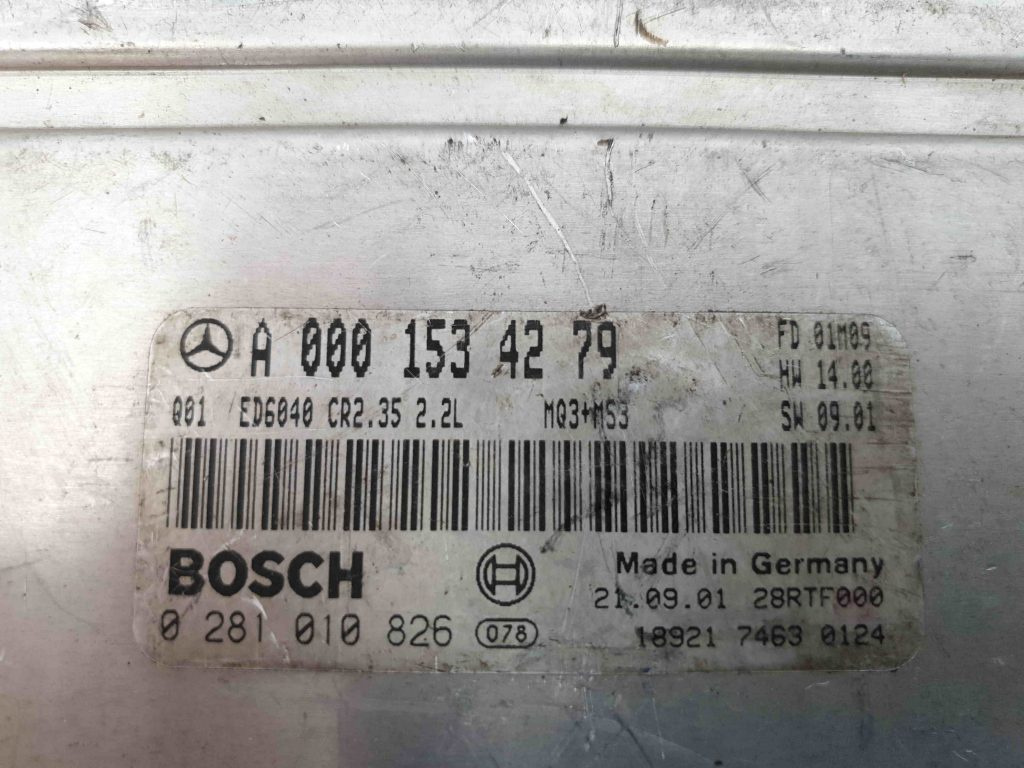 A 000 153 42 79
FD 01M09
HW 14.00
Q01 ED6040 CR2.35 2.2L MQ3+MS3 SW 09.01
BOSCH
Made in Germany
21.09.01 28RTF000
0 281 010 826 078 18921 7463 0124